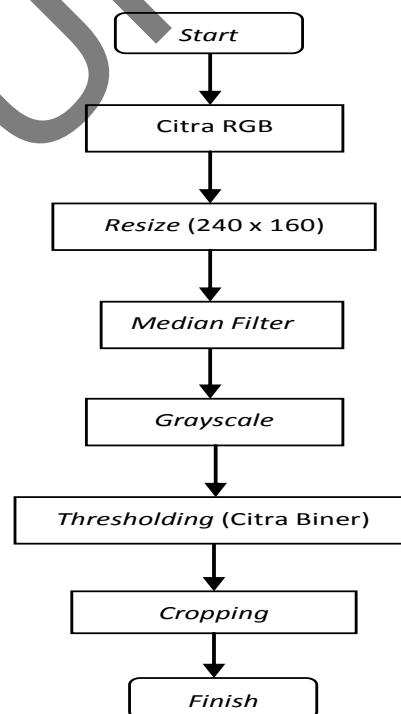 Start
Citra RGB
Resize (240 x 160)
Median Filter
Grayscale
Thresholding (Citra Biner)
Cropping
Finish